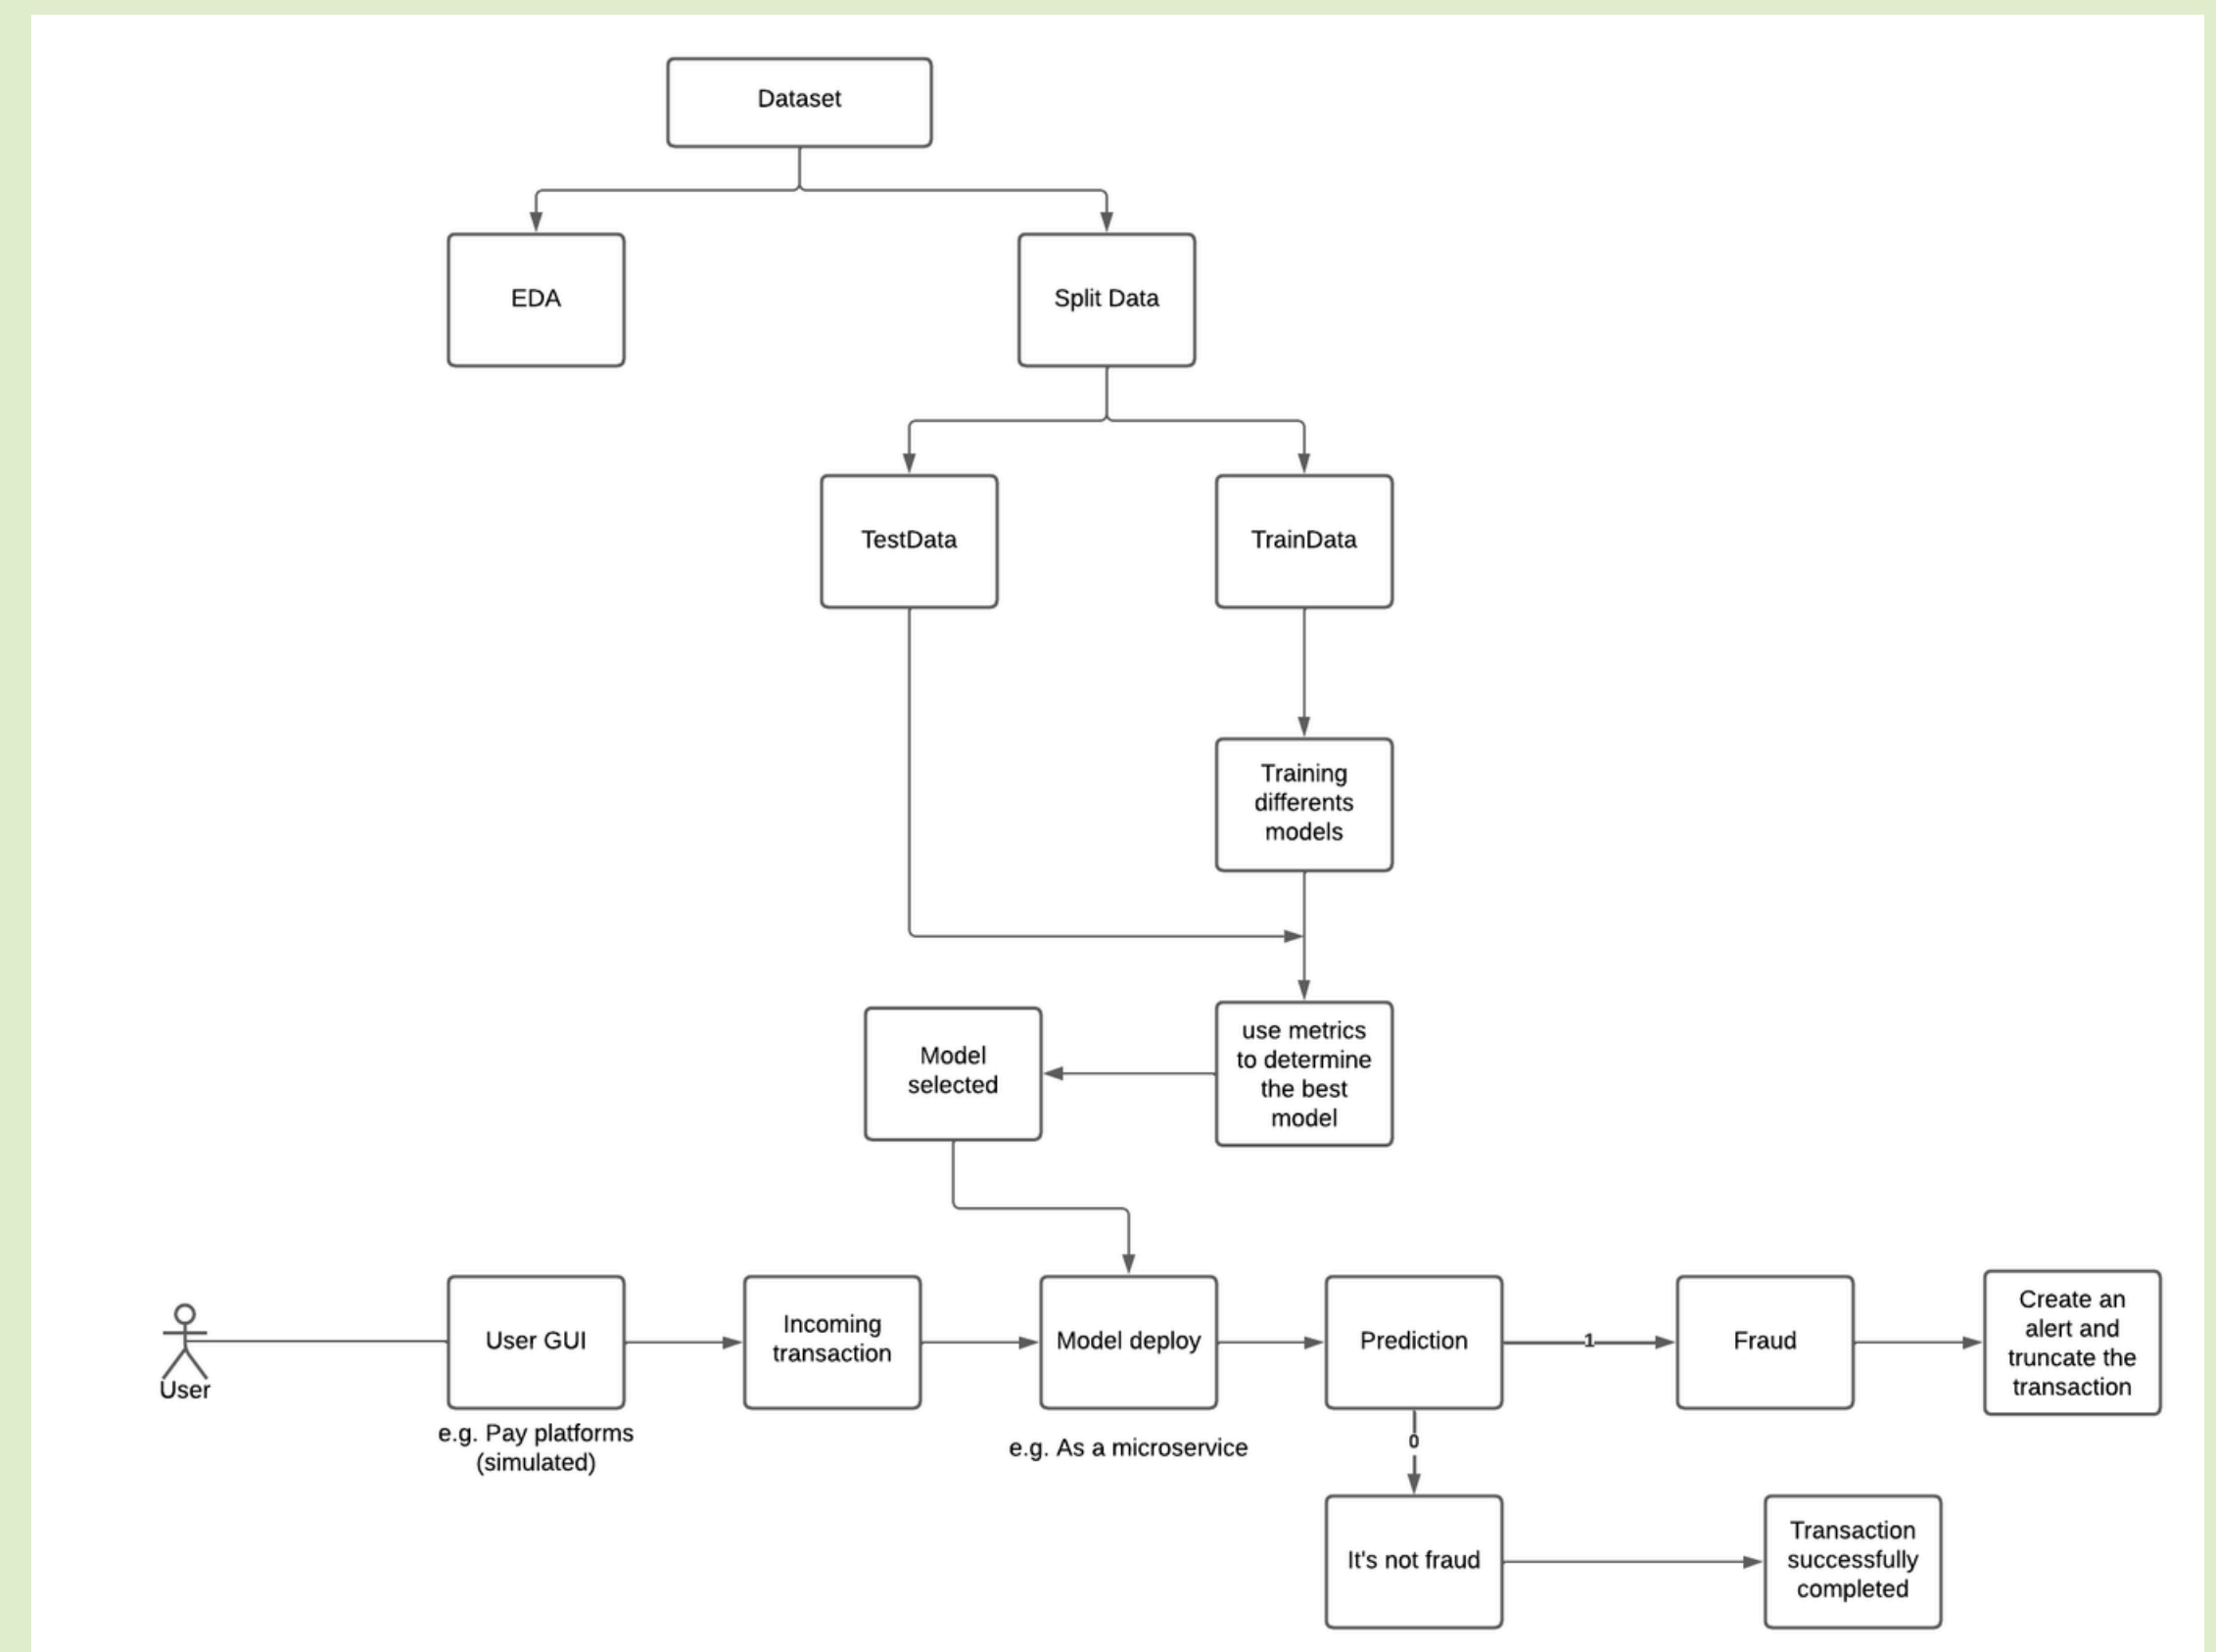 Dataset
EDA
Split Data
TestData
TrainData
Training
differents
models
use metrics
to determine
the best
model
Model
selected
User
User GUI
e.g. Pay platforms
(simulated)
Incoming
transaction
Model deploy
e.g. As a microservice
Prediction
1
Fraud
Create an
alert and
truncate the
transaction
0
It's not fraud
Transaction
successfully
completed